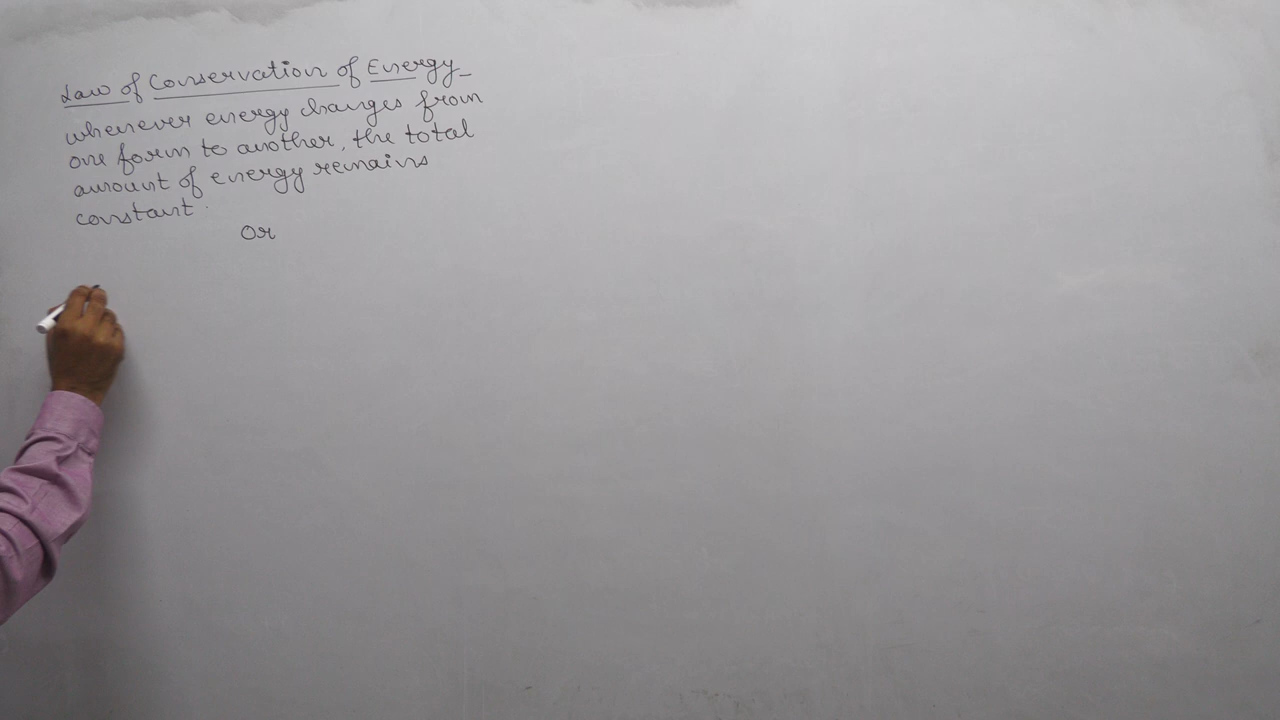 Law of Conservation of Energy-
whenever energy changes from
one form to another, the total
amount of energy remains
constant.
Or